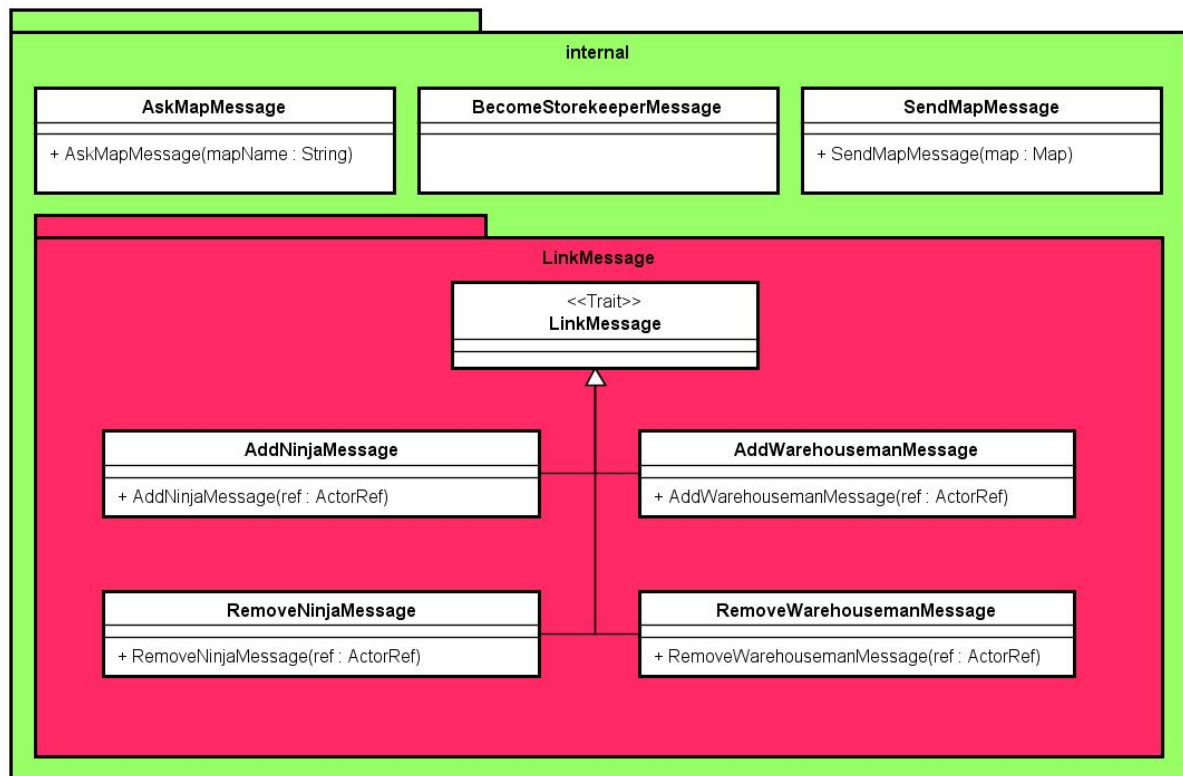 internal
AskMapMessage
+ AskMapMessage(mapName : String)
BecomeStorekeeperMessage
SendMapMessage
+ SendMapMessage(map : Map)
LinkMessage
<<Trait>>
LinkMessage
AddNinjaMessage
+ AddNinjaMessage(ref : ActorRef)
AddWarehousemanMessage
+ AddWarehousemanMessage(ref : ActorRef)
RemoveNinjaMessage
+ RemoveNinjaMessage(ref : ActorRef)
RemoveWarehousemanMessage
+ RemoveWarehousemanMessage(ref : ActorRef)